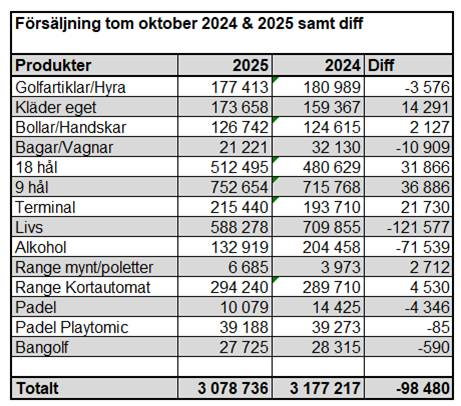 Försäljning tom oktober 2024 & 2025 samt diff
Produkter 2025 2024 Diff
Golfartiklar/Hyra 177 413 180 989 -3 576
Kläder eget 173 658 159 367 14 291
Bollar/Handskar 126 742 124 615 2 127
Bagar/Vagnar 21 221 32 130 -10 909
18 hål 512 495 480 629 31 866
9 hål 752 654 715 768 36 886
Terminal 215 440 193 710 21 730
Livs 588 278 709 855 -121 577
Alkohol 132 919 204 458 -71 539
Range mynt/poletter 6 685 3 973 2 712
Range Kortautomat 294 240 289 710 4 530
Padel 10 079 14 425 -4 346
Padel Playtomic 39 188 39 273 -85
Bangolf 27 725 28 315 -590
Totalt 3 078 736 3 177 217 -98 480